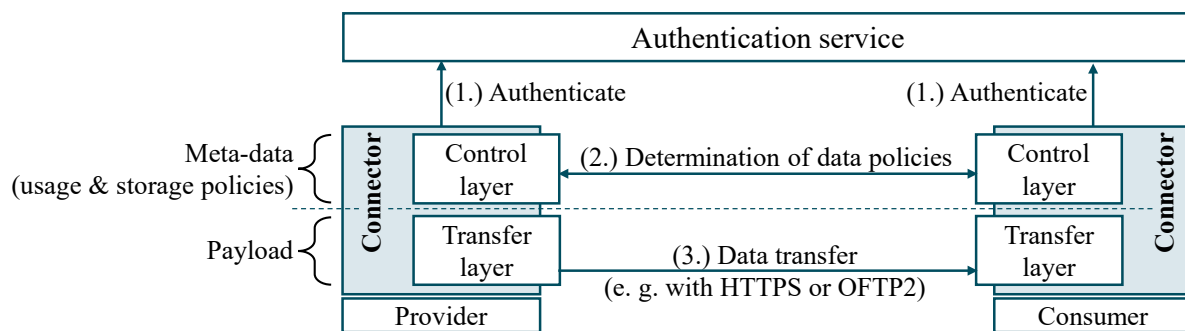 Authentication service
(1.) Authenticate
(1.) Authenticate
Meta-data
(usage & storage policies)
Connector
Control
layer
(2.) Determination of data policies
Control
layer
Connector
Payload
Transfer
layer
(3.) Data transfer
(e. g. with HTTPS or OFTP2)
Transfer
layer
Provider
Consumer